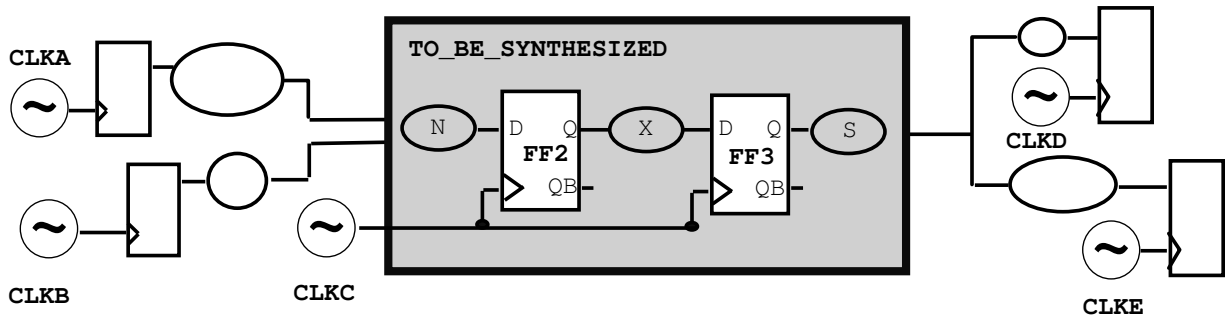 CLKA
TO_BE_SYNTHESIZED
N
D
Q
FF2
QB
X
D
Q
FF3
QB
S
CLKD
CLKB
CLKC
CLKE
~
~
~
~
~